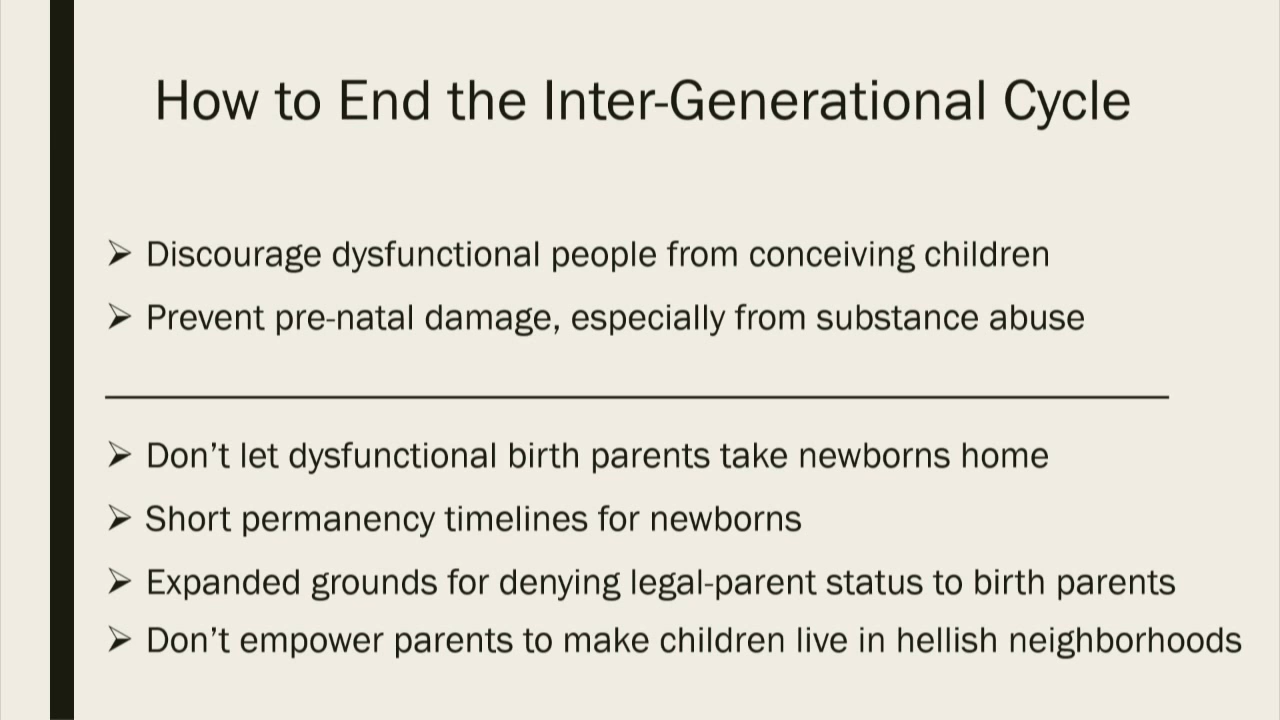 How to End the Inter-Generational Cycle
➢ Discourage dysfunctional people from conceiving children
➢ Prevent pre-natal damage, especially from substance abuse
➢ Don’t let dysfunctional birth parents take newborns home
➢ Short permanency timelines for newborns
➢ Expanded grounds for denying legal-parent status to birth parents
➢ Don’t empower parents to make children live in hellish neighborhoods